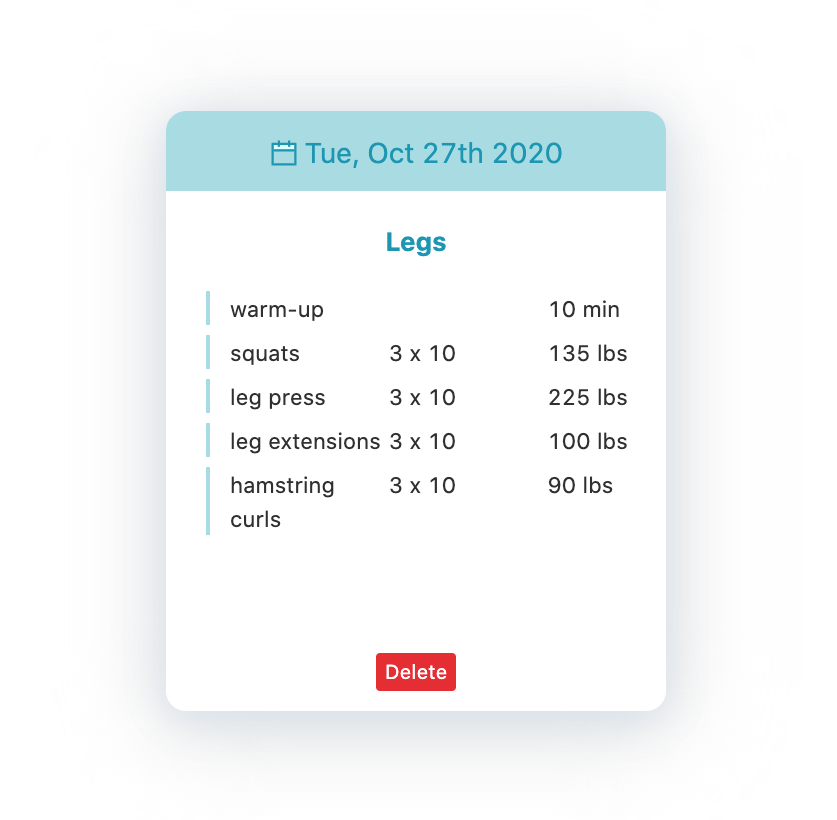 Tue, Oct 27th 2020
Legs
warm-up 10 min
squats 3 x 10 135 lbs
leg press 3 x 10 225 lbs
leg extensions 3 x 10 100 lbs
hamstring 3 x 10 90 lbs
curls
Delete